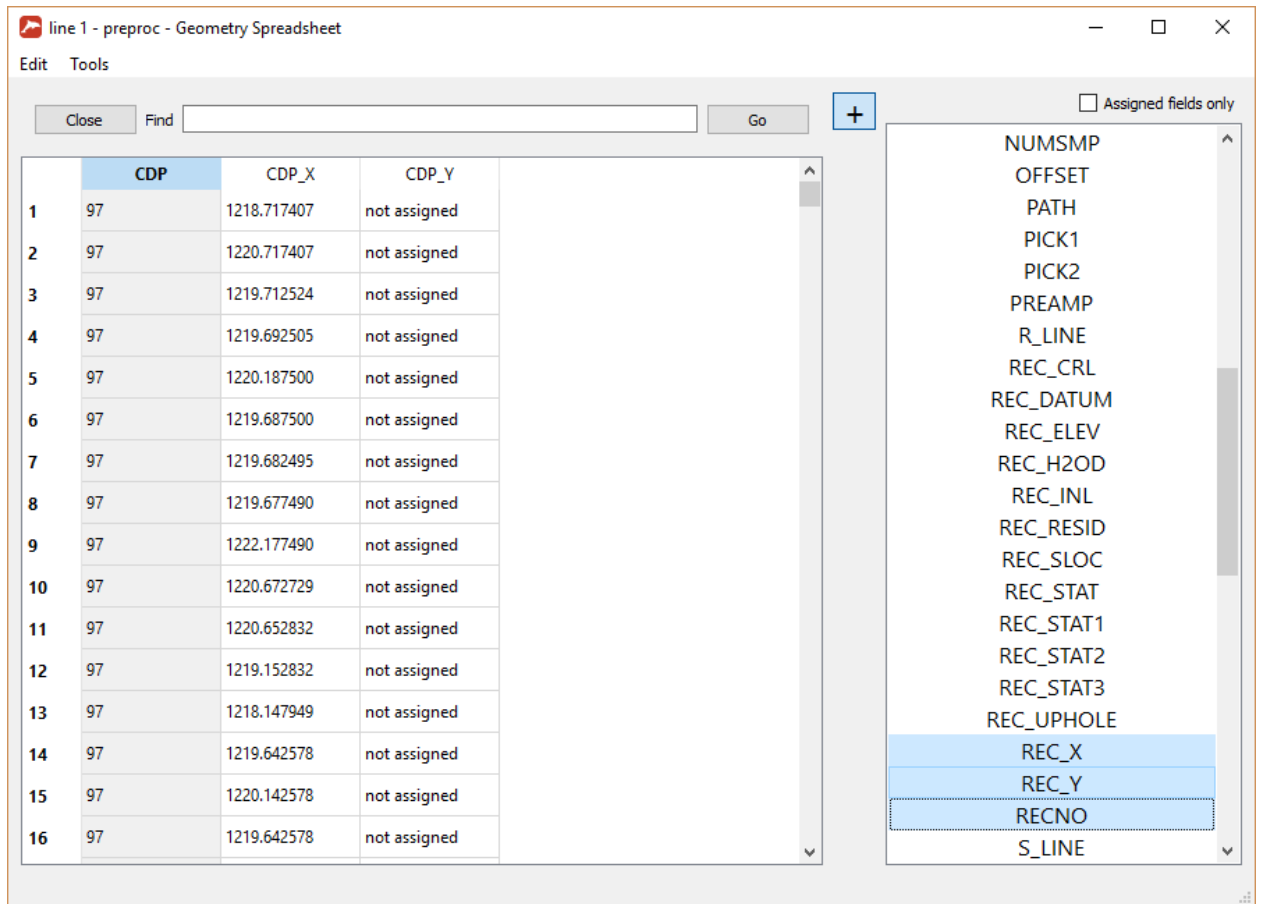 line 1 - preproc - Geometry Spreadsheet
Edit Tools
Close Find Go + Assigned fields only
CDP CDP_X CDP_Y
1 97 1218.717407 not assigned
2 97 1220.717407 not assigned
3 97 1219.712524 not assigned
4 97 1219.692505 not assigned
5 97 1220.187500 not assigned
6 97 1219.687500 not assigned
7 97 1219.682495 not assigned
8 97 1219.677490 not assigned
9 97 1222.177490 not assigned
10 97 1220.672729 not assigned
11 97 1220.652832 not assigned
12 97 1219.152832 not assigned
13 97 1218.147949 not assigned
14 97 1219.642578 not assigned
15 97 1220.142578 not assigned
16 97 1219.642578 not assigned
NUMSMP
OFFSET
PATH
PICK1
PICK2
PREAMP
R_LINE
REC_CRL
REC_DATUM
REC_ELEV
REC_H2OD
REC_INL
REC_RESID
REC_SLOC
REC_STAT
REC_STAT1
REC_STAT2
REC_STAT3
REC_UPHOLE
REC_X
REC_Y
RECNO
S_LINE